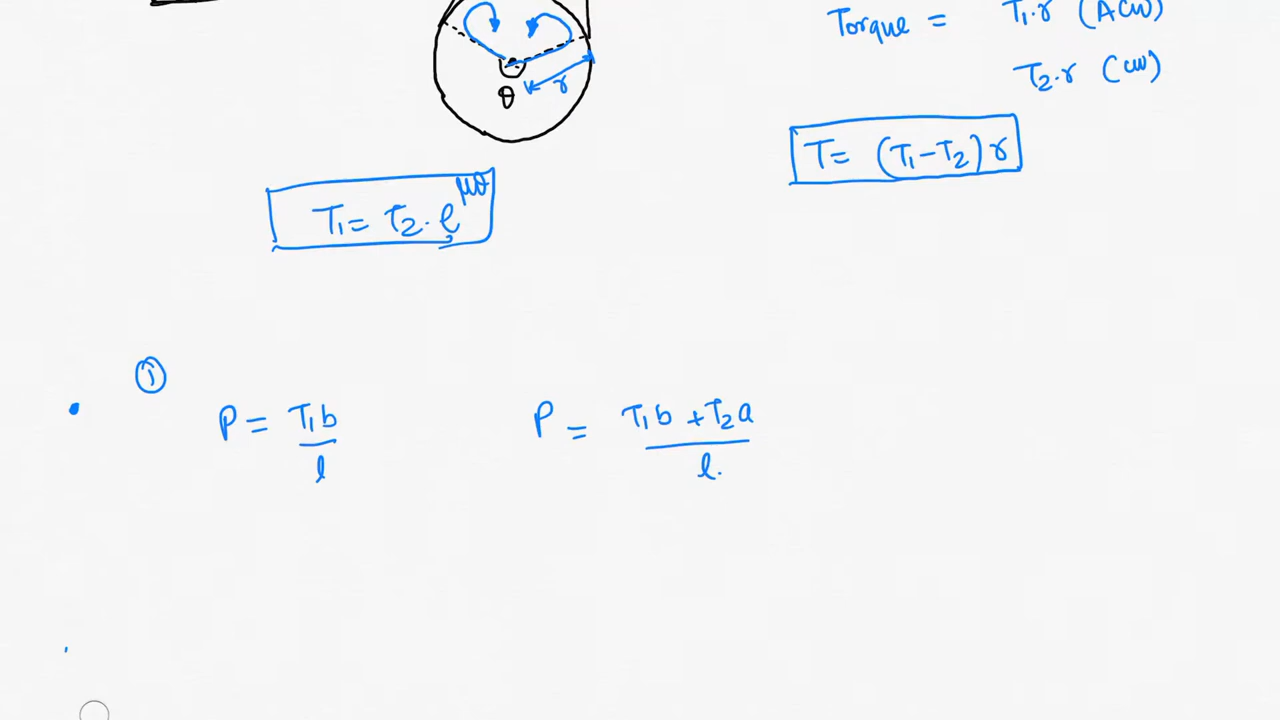 Torque = T₁.r (ACW)
T₂.r (CW)
r
θ
T = (T₁-T₂) r
T₁ = T₂. e^μθ
①
P = T₁b / l
P = T₁b + T₂a / l.